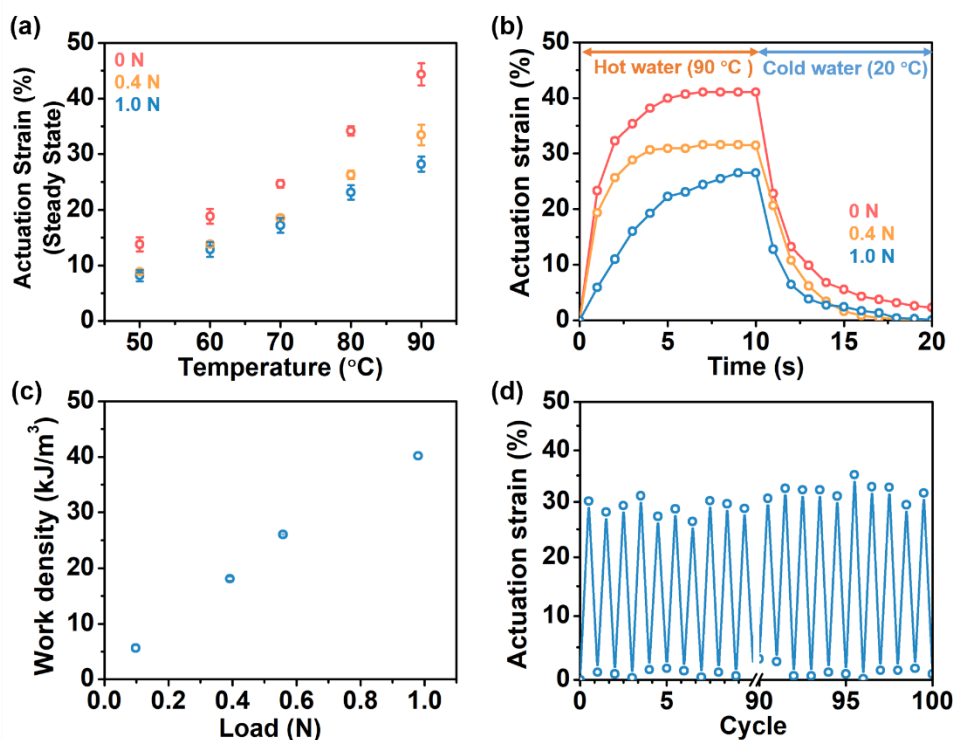 (a)
Actuation Strain (%)
(Steady State)
50
40
30
20
10
0
0 N
0.4 N
1.0 N
50 60 70 80 90
Temperature (°C)
(b)
Actuation strain (%)
50
40
30
20
10
0
Hot water (90 °C ) Cold water (20 °C)
0 N
0.4 N
1.0 N
0 5 10 15 20
Time (s)
(c)
Work density (kJ/m³)
50
40
30
20
10
0
0.0 0.2 0.4 0.6 0.8 1.0
Load (N)
(d)
Actuation strain (%)
50
40
30
20
10
0
0 5 90 95 100
Cycle